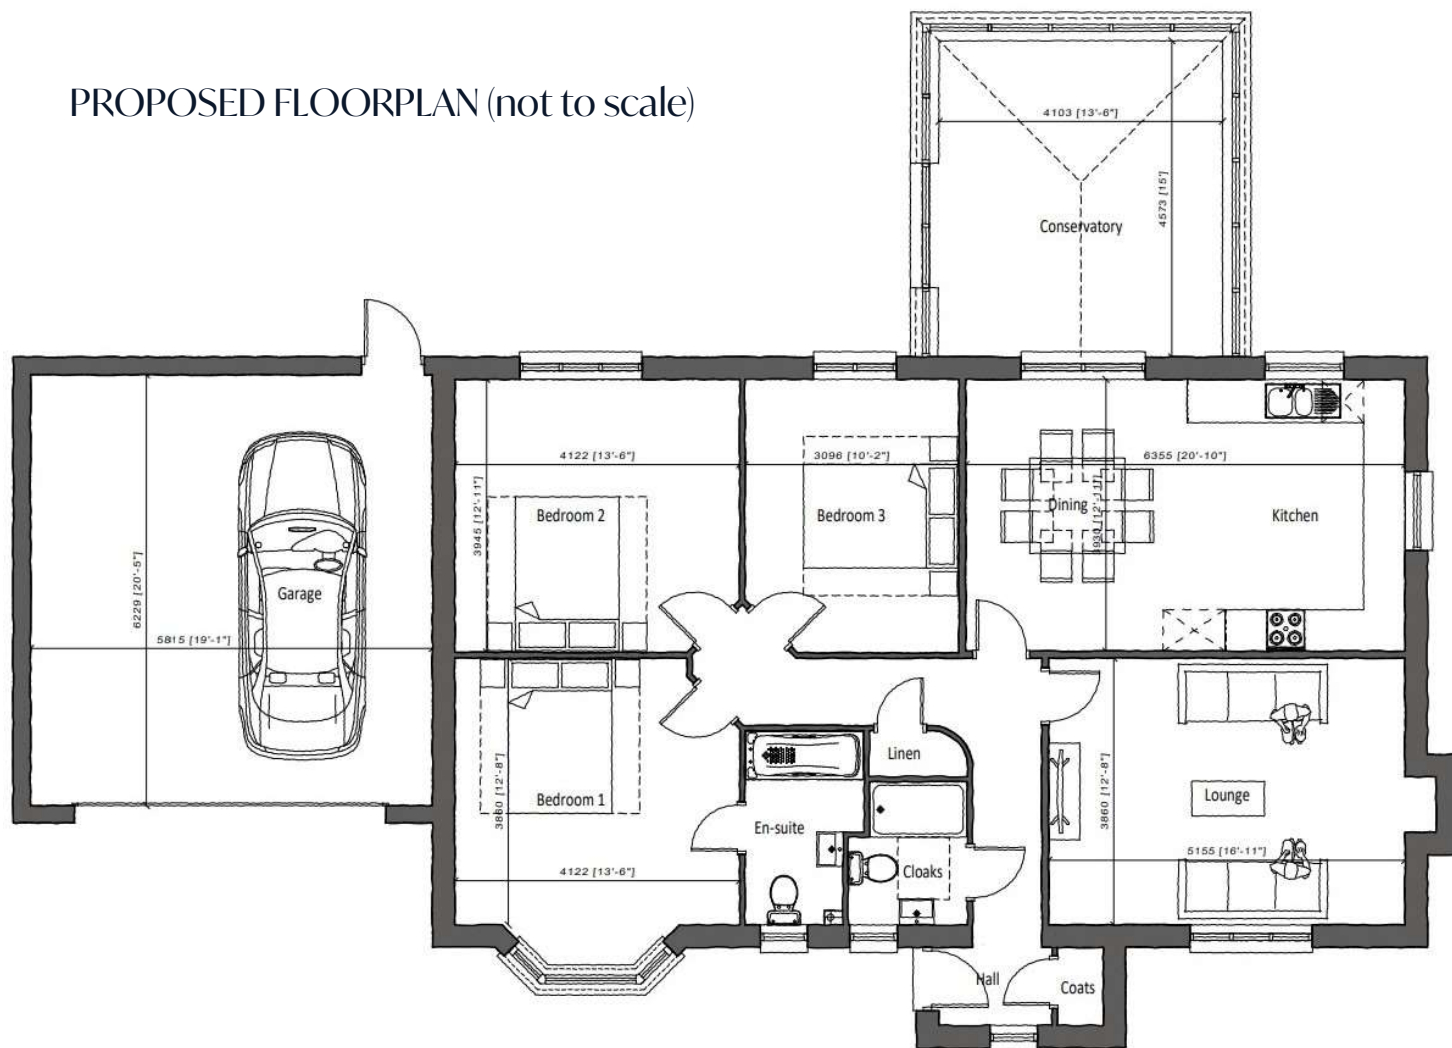 PROPOSED FLOORPLAN (not to scale)
4103 [13'-6"]
4573 [15']
Conservatory
4122 [13'-6"]
3945 [12'-11"]
Bedroom 2
3096 [10'-2"]
Bedroom 3
6355 [20'-10"]
3930 [12'-11"]
Dining
Kitchen
6229 [20'-5"]
Garage
5815 [19'-1"]
Bedroom 1
3860 [12'-8"]
4122 [13'-6"]
En-suite
Linen
Cloaks
Lounge
3860 [12'-8"]
5155 [16'-11"]
Hall
Coats